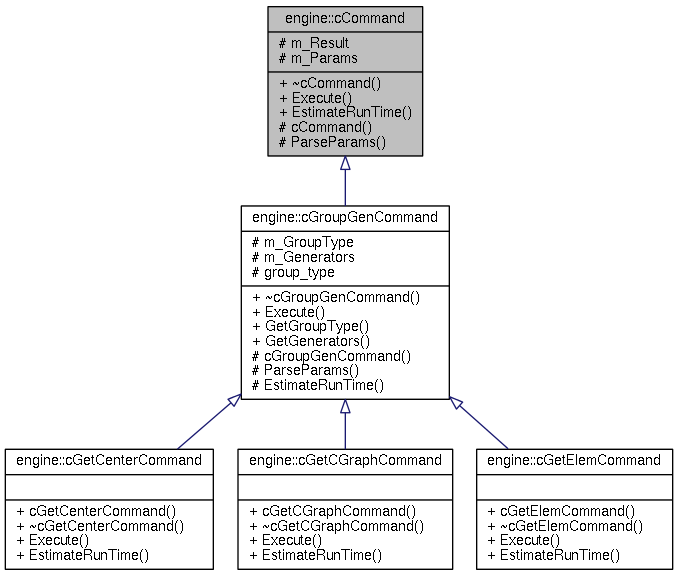 engine::cCommand
# m_Result
# m_Params
+ ~cCommand()
+ Execute()
+ EstimateRunTime()
# cCommand()
# ParseParams()
engine::cGroupGenCommand
# m_GroupType
# m_Generators
# group_type
+ ~cGroupGenCommand()
+ Execute()
+ GetGroupType()
+ GetGenerators()
# cGroupGenCommand()
# ParseParams()
# EstimateRunTime()
engine::cGetCenterCommand
+ cGetCenterCommand()
+ ~cGetCenterCommand()
+ Execute()
+ EstimateRunTime()
engine::cGetCGraphCommand
+ cGetCGraphCommand()
+ ~cGetCGraphCommand()
+ Execute()
+ EstimateRunTime()
engine::cGetElemCommand
+ cGetElemCommand()
+ ~cGetElemCommand()
+ Execute()
+ EstimateRunTime()